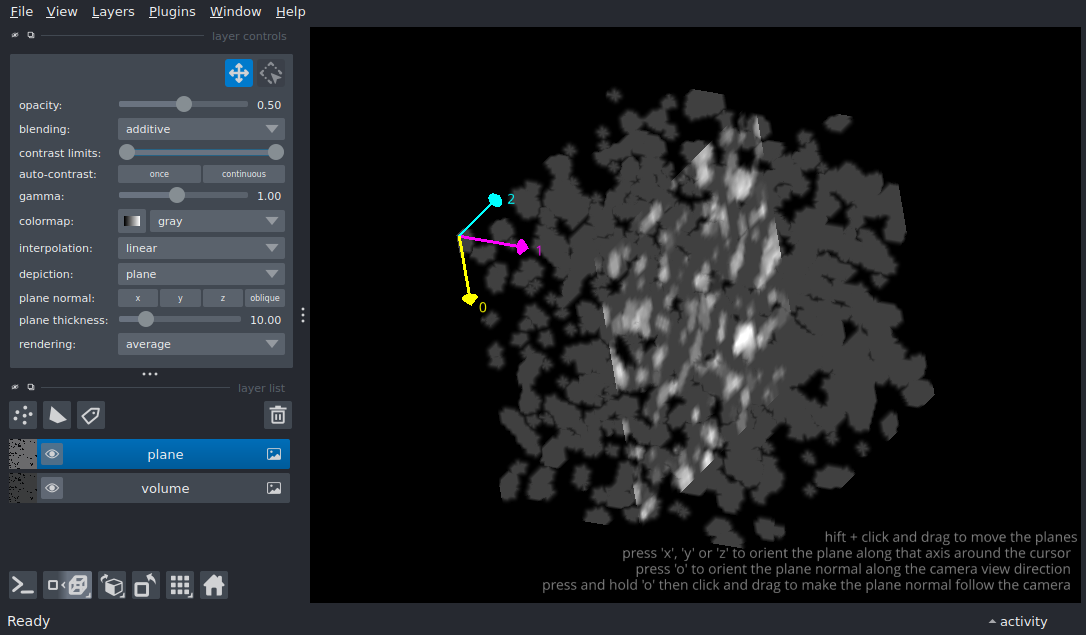 File View Layers Plugins Window Help
layer controls
opacity: 0.50
blending: additive
contrast limits:
auto-contrast: once continuous
gamma: 1.00
colormap: gray
interpolation: linear
depiction: plane
plane normal: x y z oblique
plane thickness: 10.00
rendering: average
layer list
plane
volume
2
1
0
hift + click and drag to move the planes
press 'x', 'y' or 'z' to orient the plane along that axis around the cursor
press 'o' to orient the plane normal along the camera view direction
press and hold 'o' then click and drag to make the plane normal follow the camera
Ready
activity